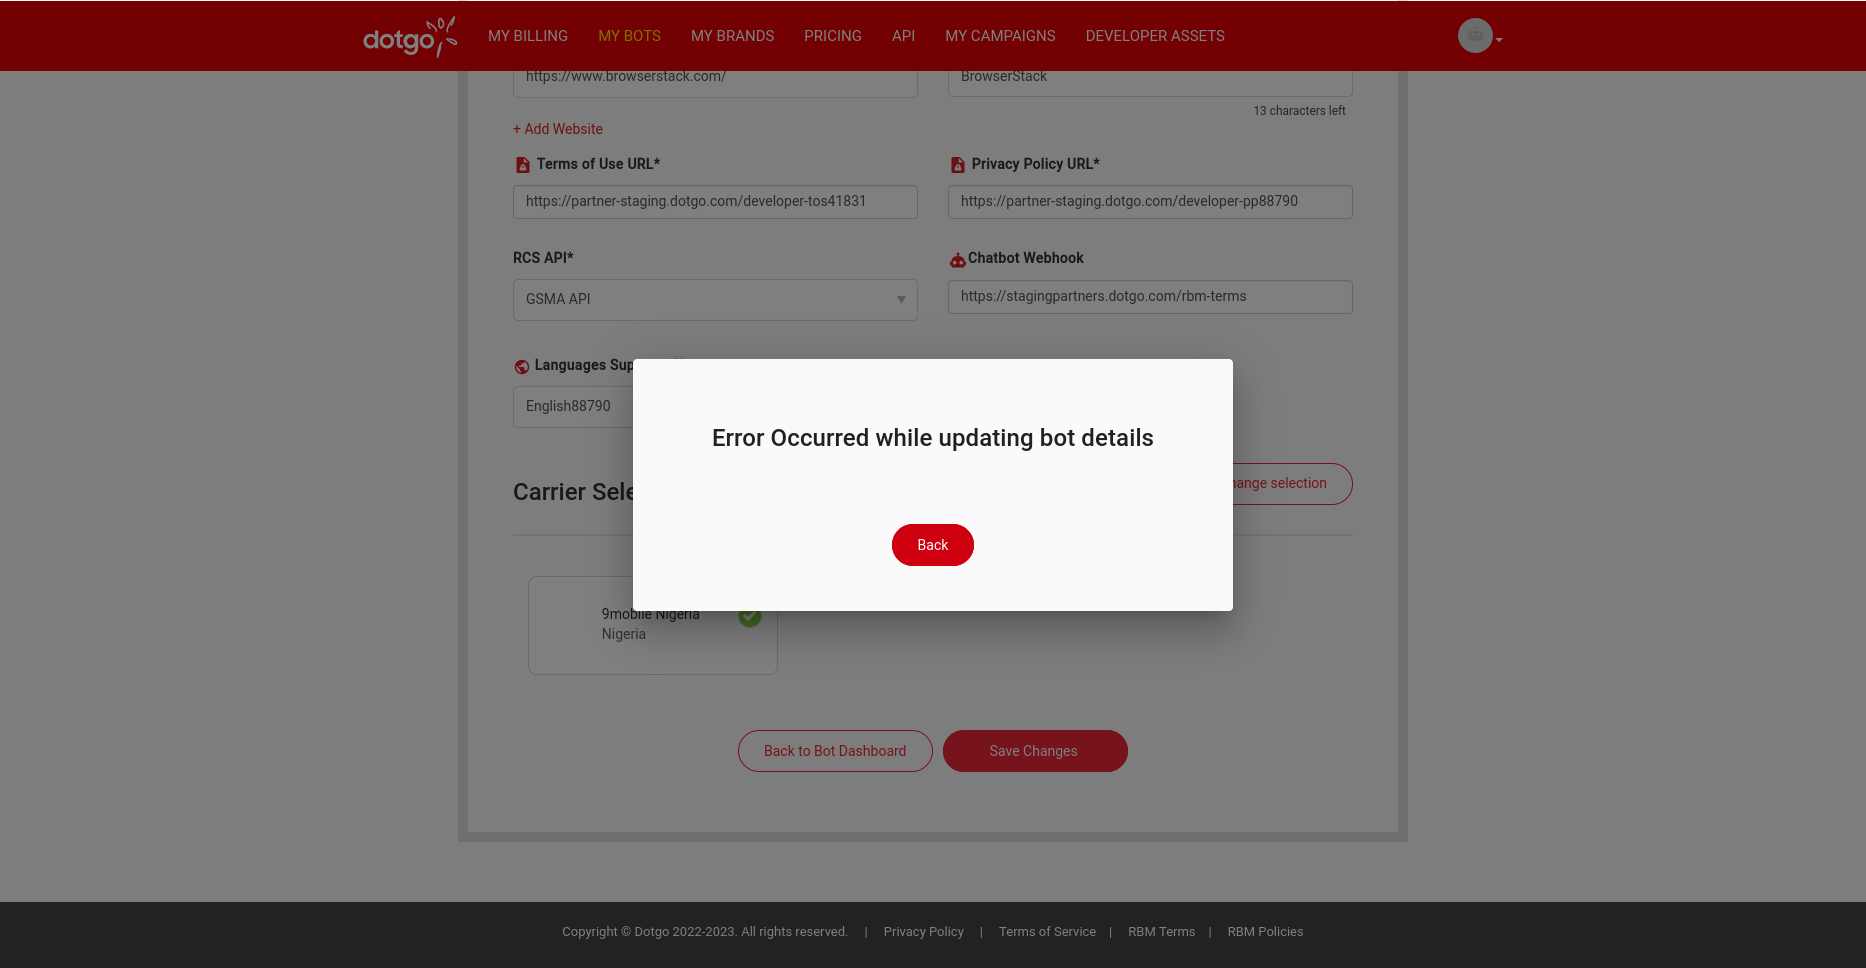 dotgo MY BILLING MY BOTS MY BRANDS PRICING API MY CAMPAIGNS DEVELOPER ASSETS
https://www.browserstack.com/ BrowserStack
13 characters left
+ Add Website
Terms of Use URL* Privacy Policy URL*
https://partner-staging.dotgo.com/developer-tos41831 https://partner-staging.dotgo.com/developer-pp88790
RCS API* Chatbot Webhook
GSMA API https://stagingpartners.dotgo.com/rbm-terms
Languages Sup
English88790
Error Occurred while updating bot details
Carrier Sele hange selection
Back
9mobile Nigeria
Nigeria
Back to Bot Dashboard Save Changes
Copyright © Dotgo 2022-2023. All rights reserved. | Privacy Policy | Terms of Service | RBM Terms | RBM Policies